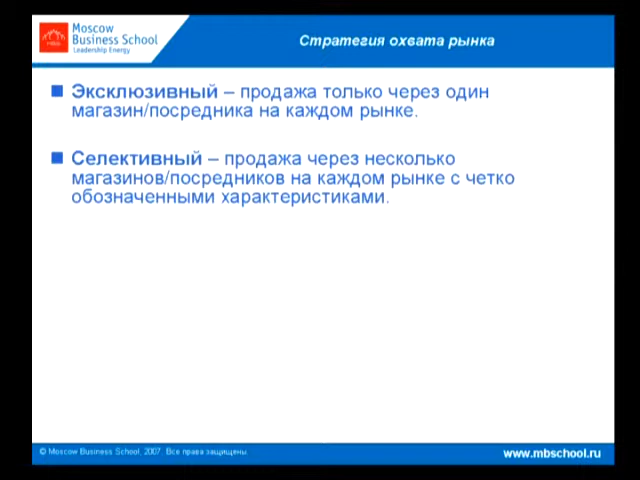 Moscow
Business School
Leadership Energy
Стратегия охвата рынка
Эксклюзивный – продажа только через один
магазин/посредника на каждом рынке.
Селективный – продажа через несколько
магазинов/посредников на каждом рынке с четко
обозначенными характеристиками.
© Moscow Business School, 2007. Все права защищены.
www.mbschool.ru